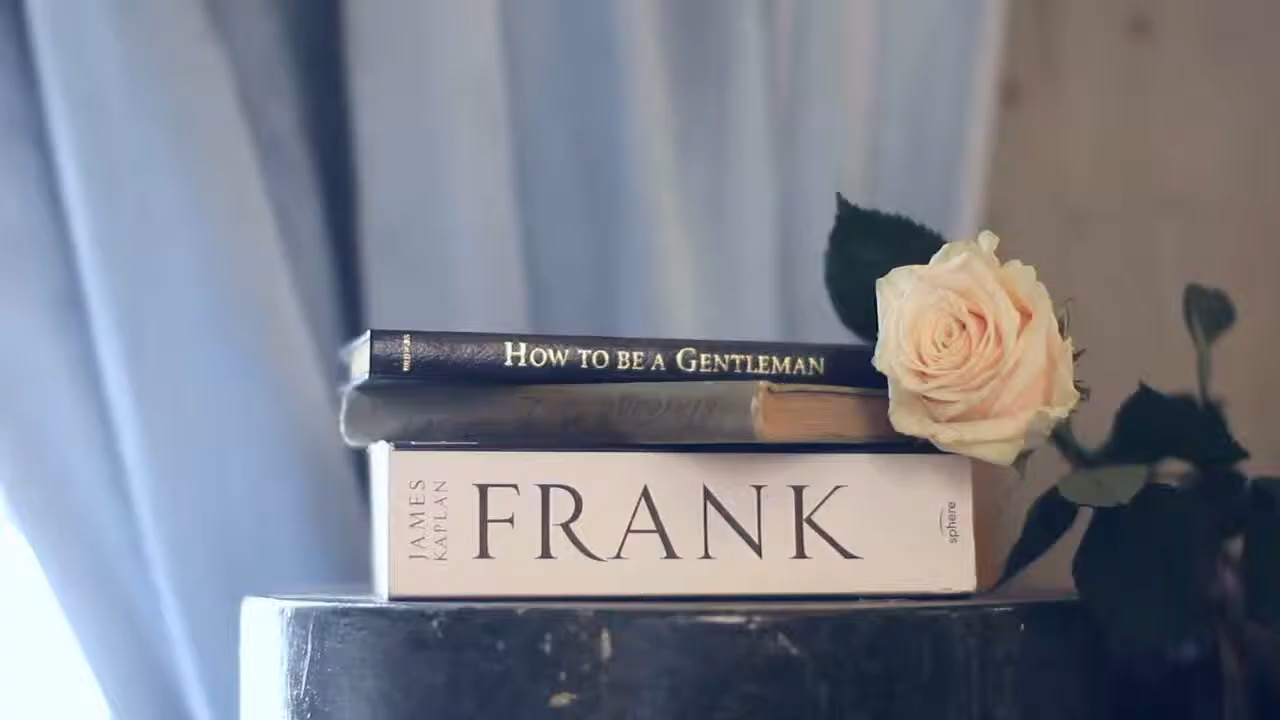 HOW TO BE A GENTLEMAN
JAMES
KAPLAN
FRANK
sphere